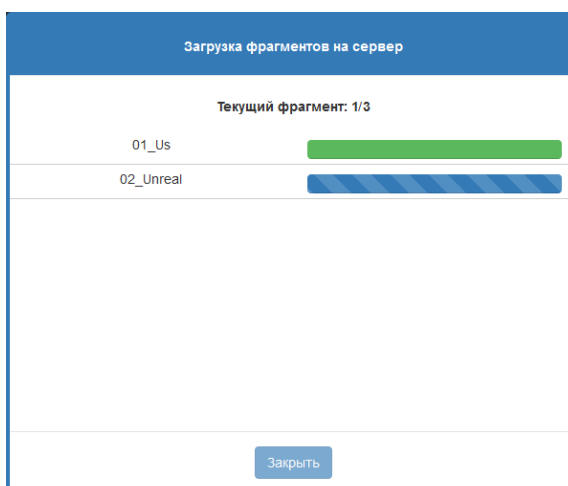 Загрузка фрагментов на сервер
Текущий фрагмент: 1/3
01_Us
02_Unreal
Закрыть